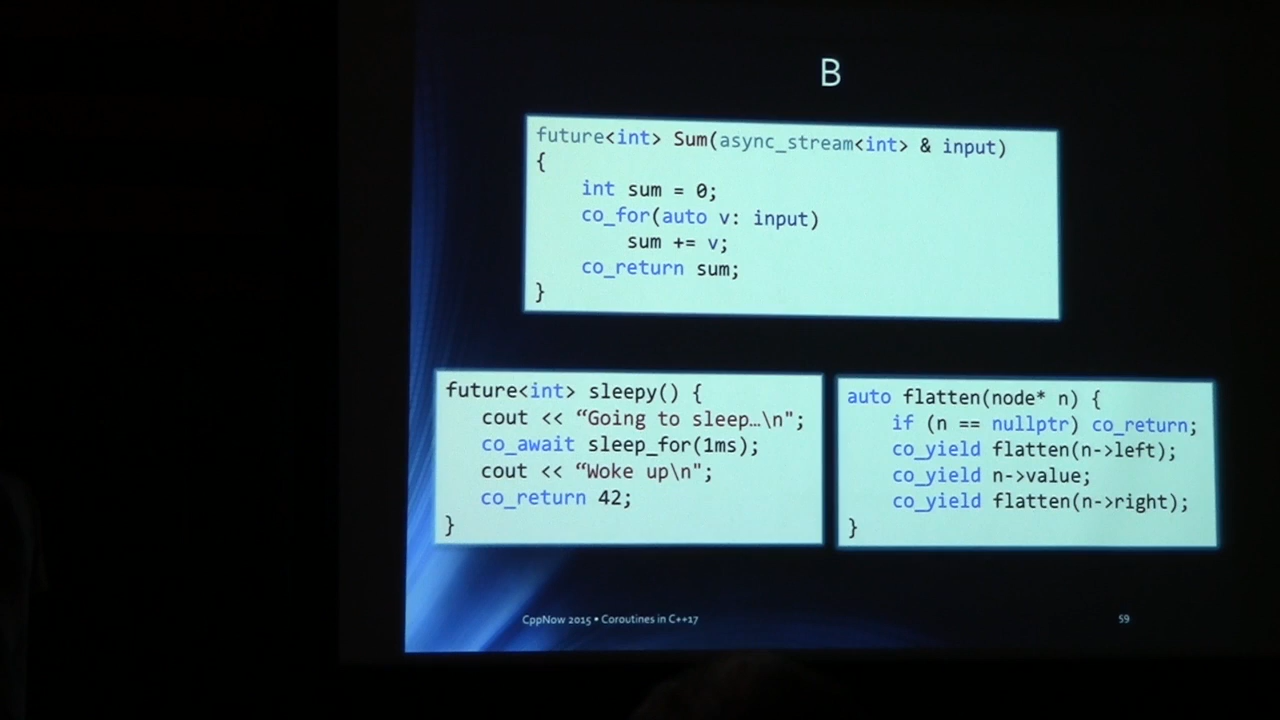 B
future<int> Sum(async_stream<int> & input)
{
    int sum = 0;
    co_for(auto v: input)
        sum += v;
    co_return sum;
}
future<int> sleepy() {
   cout << “Going to sleep…\n";
   co_await sleep_for(1ms);
   cout << “Woke up\n";
   co_return 42;
}
auto flatten(node* n) {
    if (n == nullptr) co_return;
    co_yield flatten(n->left);
    co_yield n->value;
    co_yield flatten(n->right);
}
CppNow 2015 • Coroutines in C++17
59